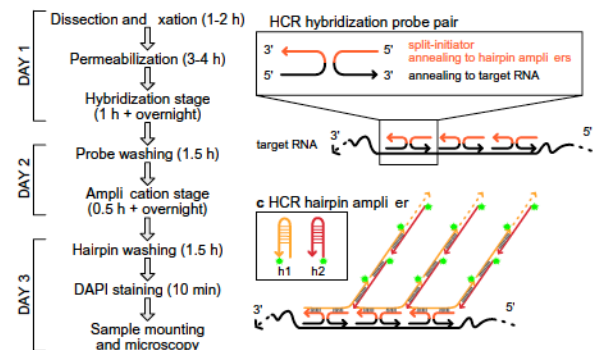 DAY 1
Dissection and xation (1-2 h)
Permeabilization (3-4 h)
Hybridization stage
(1 h + overnight)
DAY 2
Probe washing (1.5 h)
Ampli cation stage
(0.5 h + overnight)
DAY 3
Hairpin washing (1.5 h)
DAPI staining (10 min)
Sample mounting
and microscopy
HCR hybridization probe pair
3' 5' split-initiator
annealing to hairpin ampli ers
5' 3' annealing to target RNA
target RNA 3' 5'
c HCR hairpin ampli er
h1 h2
3' 5'